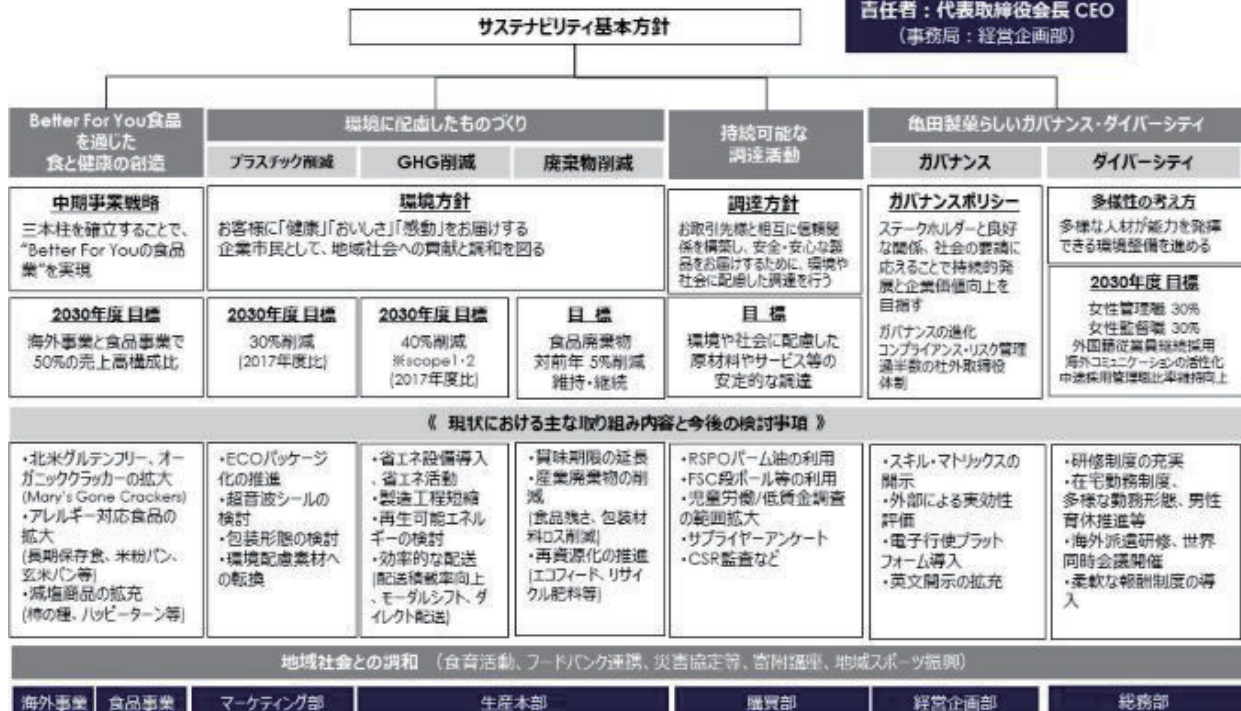 責任者：代表取締役会長 CEO
（事務局：経営企画部）
サステナビリティ基本方針
Better For You食品
を通じた
食と健康の創造
環境に配慮したものづくり
プラスチック削減
GHG削減
廃棄物削減
持続可能な
調達活動
亀田製菓らしいガバナンス・ダイバーシティ
ガバナンス
ダイバーシティ
中期事業戦略
三本柱を確立することで、
"Better For Youの食品
業"を実現
環境方針
お客様に「健康」「おいしさ」「感動」をお届けする
企業市民として、地域社会への貢献と調和を図る
調達方針
お取引先様と相互に信頼関
係を構築し、安全・安心な製
品をお届けするために、環境や
社会に配慮した調達を行う
ガバナンスポリシー
ステークホルダーと良好
な関係、社会の要請に
応えることで持続的発
展と企業価値向上を
目指す
ガバナンスの進化
コンプライアンス・リスク管理
過半数の社外取締役
体制
多様性の考え方
多様な人材が能力を発揮
できる環境整備を進める
2030年度 目標
女性管理職 30%
女性監督職 30%
外国籍従業員継続採用
海外コミュニケーションの活性化
中途採用管理職比率維持向上
2030年度 目標
海外事業と食品事業で
50%の売上高構成比
2030年度 目標
30%削減
(2017年度比)
2030年度 目標
40%削減
※scope1・2
(2017年度比)
目 標
食品廃棄物
対前年 5%削減
維持・継続
目 標
環境や社会に配慮した
原材料やサービス等の
安定的な調達
《 現状における主な取り組み内容と今後の検討事項 》
・北米グルテンフリー、オー
ガニッククラッカーの拡大
(Mary's Gone Crackers)
・アレルギー対応食品の
拡大
(長期保存食、米粉パン、
玄米パン等)
・減塩商品の拡充
(柿の種、ハッピーターン等)
・ECOパッケージ
化の推進
・超音波シールの
検討
・包装形態の検討
・環境配慮素材へ
の転換
・省エネ設備導入
、省エネ活動
・製造工程短縮
・再生可能エネル
ギーの検討
・効率的な配送
(配送積載率向上
、モーダルシフト、ダ
イレクト配送)
・賞味期限の延長
・産業廃棄物の削
減
(食品残さ、包装材
料ロス削減)
・再資源化の推進
(エコフィード、リサイ
クル肥料等)
・RSPOパーム油の利用
・FSC段ボール等の利用
・児童労働/低賃金調査
の範囲拡大
・サプライヤーアンケート
・CSR監査など
・スキル・マトリックスの
開示
・外部による実効性
評価
・電子行使プラット
フォーム導入
・英文開示の拡充
・研修制度の充実
・在宅勤務制度、
多様な勤務形態、男性
育休推進等
・海外派遣研修、世界
同時会議開催
・柔軟な報酬制度の導
入
地域社会との調和 （食育活動、フードバンク連携、災害協定等、寄附講座、地域スポーツ振興）
海外事業
食品事業
マーケティング部
生産本部
購買部
経営企画部
総務部